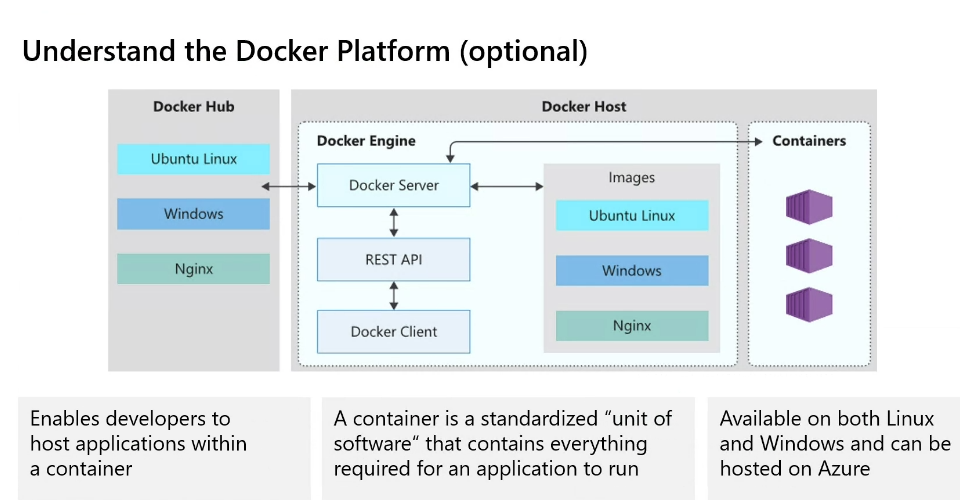 Understand the Docker Platform (optional)
Docker Hub
Ubuntu Linux
Windows
Nginx
Docker Host
Docker Engine
Docker Server
REST API
Docker Client
Images
Ubuntu Linux
Windows
Nginx
Containers
Enables developers to
host applications within
a container
A container is a standardized “unit of
software“ that contains everything
required for an application to run
Available on both Linux
and Windows and can be
hosted on Azure